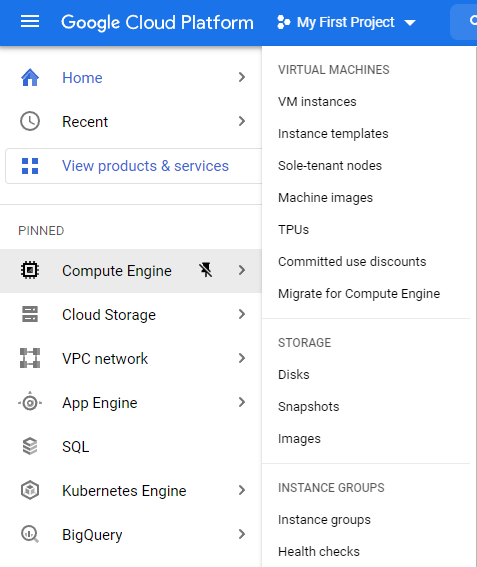 Google Cloud Platform
My First Project
Home
Recent
View products & services
PINNED
Compute Engine
Cloud Storage
VPC network
App Engine
SQL
Kubernetes Engine
BigQuery
VIRTUAL MACHINES
VM instances
Instance templates
Sole-tenant nodes
Machine images
TPUs
Committed use discounts
Migrate for Compute Engine
STORAGE
Disks
Snapshots
Images
INSTANCE GROUPS
Instance groups
Health checks